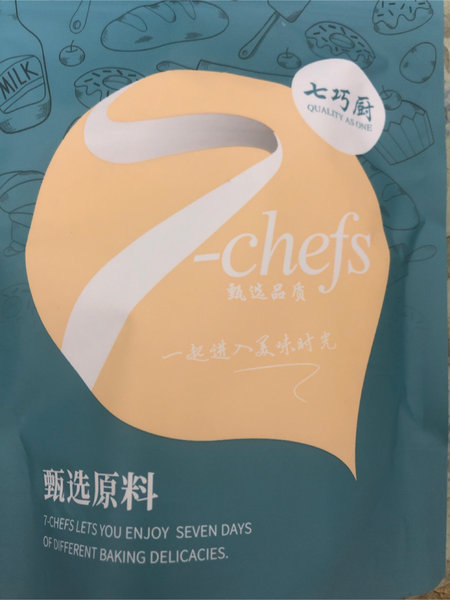 MILK
七巧厨
QUALITY AS ONE
7-chefs
甄选品质
一起进入美味时光
甄选原料
7-CHEFS LETS YOU ENJOY SEVEN DAYS
OF DIFFERENT BAKING DELICACIES.